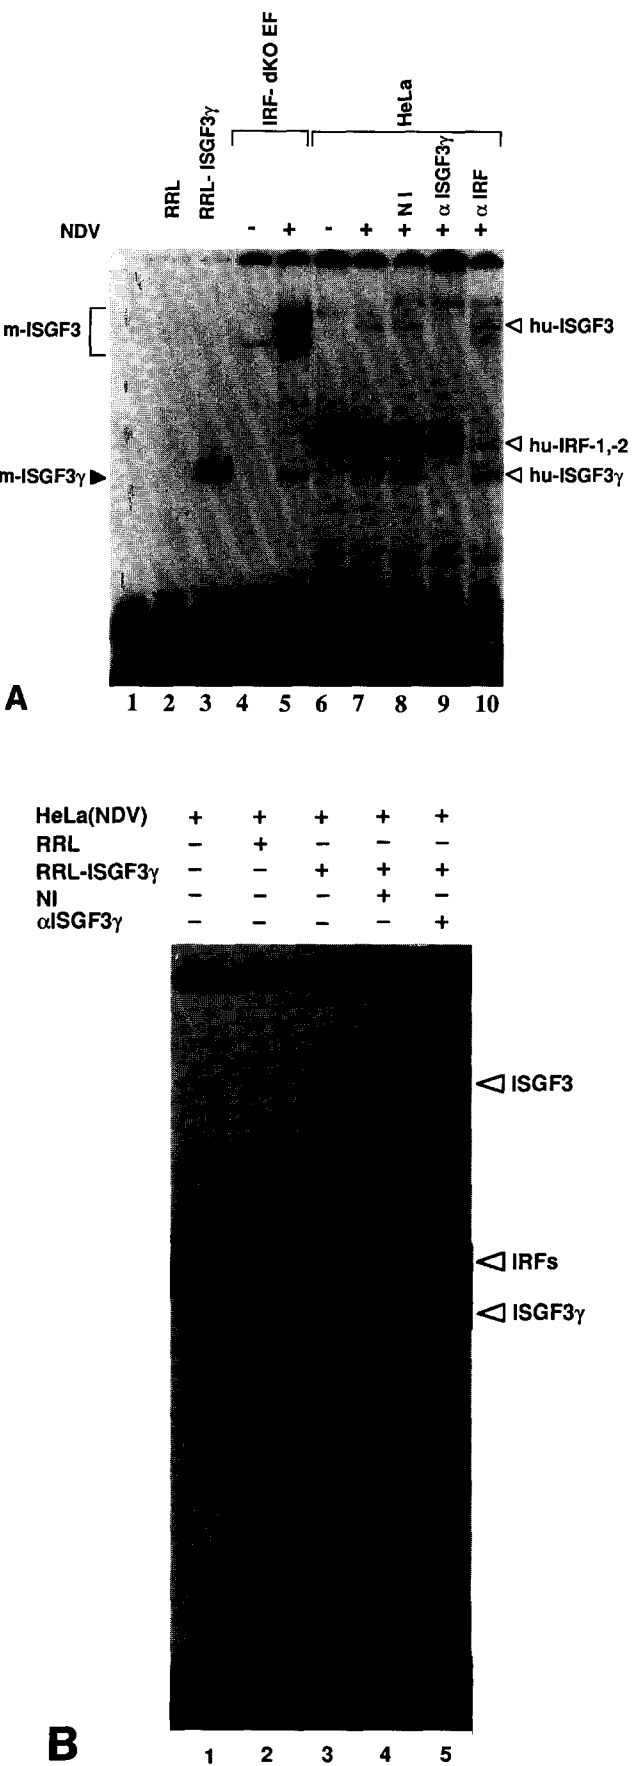 IRF- dKO EF
HeLa
RRL
RRL- ISGF3γ
+ N I
+ α ISGF3γ
+ α IRF
NDV - + - +
m-ISGF3
hu-ISGF3
hu-IRF-1,-2
m-ISGF3γ
hu-ISGF3γ
A
1 2 3 4 5 6 7 8 9 10
HeLa(NDV) + + + + +
RRL – + – – –
RRL-ISGF3γ – – + + +
NI – – – + –
αISGF3γ – – – – +
ISGF3
IRFs
ISGF3γ
B
1 2 3 4 5